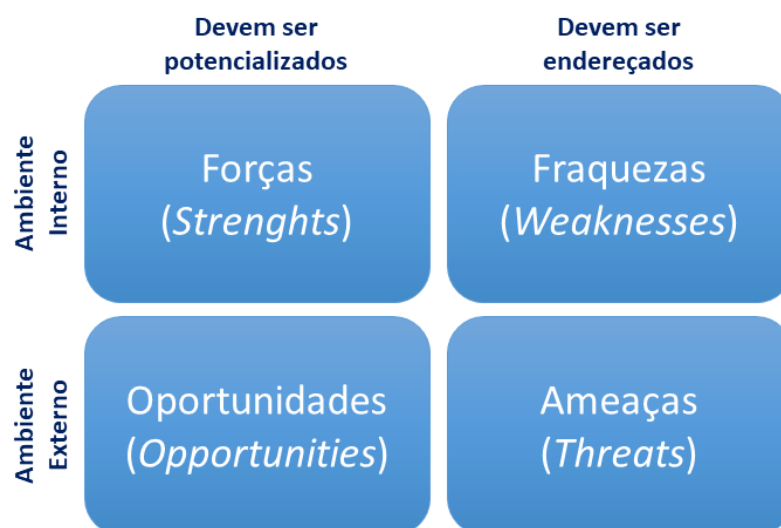 Devem ser
potencializados
Devem ser
endereçados
Ambiente
Interno
Forças
(Strenghts)
Fraquezas
(Weaknesses)
Ambiente
Externo
Oportunidades
(Opportunities)
Ameaças
(Threats)